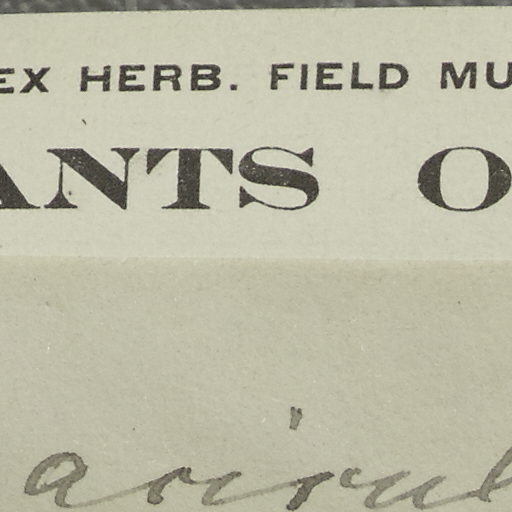 EX HERB. FIELD MU
ANTS O